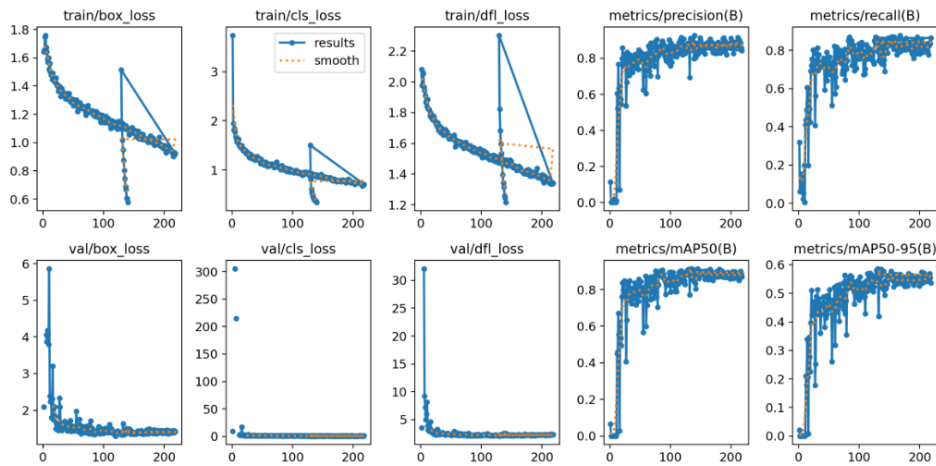 train/box_loss
train/cls_loss
train/dfl_loss
metrics/precision(B)
metrics/recall(B)
1.8
1.6
1.4
1.2
1.0
0.8
0.6
0 100 200
3
2
1
0 100 200
results
smooth
2.2
2.0
1.8
1.6
1.4
1.2
0 100 200
0.8
0.6
0.4
0.2
0.0
0 100 200
0.8
0.6
0.4
0.2
0.0
0 100 200
val/box_loss
val/cls_loss
val/dfl_loss
metrics/mAP50(B)
metrics/mAP50-95(B)
6
5
4
3
2
0 100 200
300
250
200
150
100
50
0
0 100 200
30
25
20
15
10
5
0 100 200
0.8
0.6
0.4
0.2
0.0
0 100 200
0.6
0.5
0.4
0.3
0.2
0.1
0.0
0 100 200